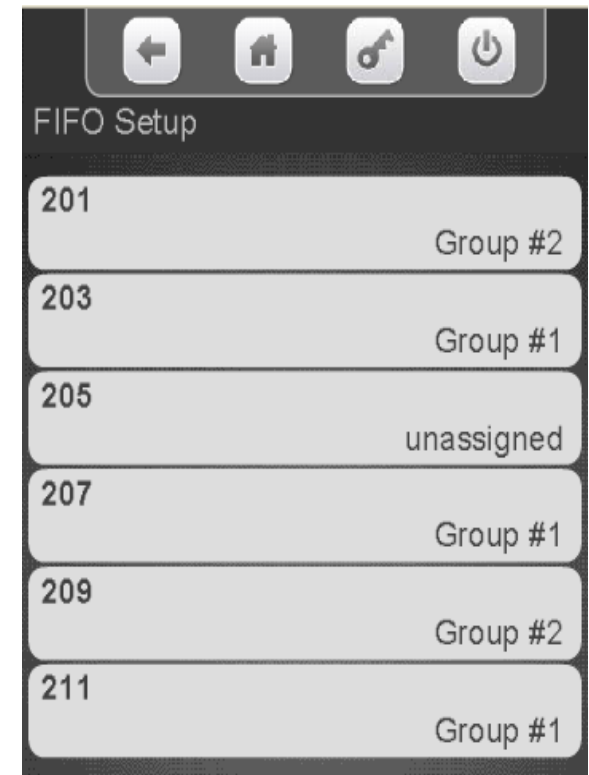 FIFO Setup
201
Group #2
203
Group #1
205
unassigned
207
Group #1
209
Group #2
211
Group #1